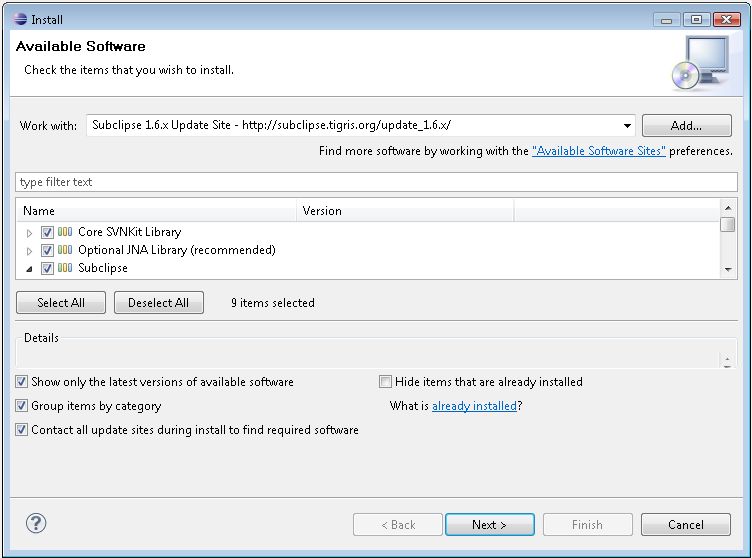 Install
Available Software
Check the items that you wish to install.
Work with: Subclipse 1.6.x Update Site - http://subclipse.tigris.org/update_1.6.x/ Add...
Find more software by working with the "Available Software Sites" preferences.
type filter text
Name Version
Core SVNKit Library
Optional JNA Library (recommended)
Subclipse
Select All Deselect All 9 items selected
Details
Show only the latest versions of available software Hide items that are already installed
Group items by category What is already installed?
Contact all update sites during install to find required software
? < Back Next > Finish Cancel